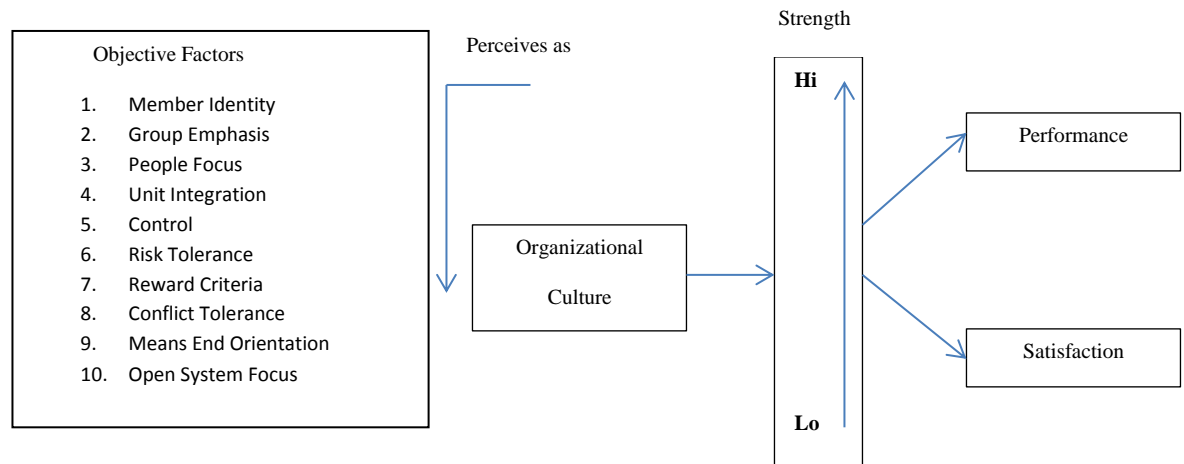 Objective Factors
1. Member Identity
2. Group Emphasis
3. People Focus
4. Unit Integration
5. Control
6. Risk Tolerance
7. Reward Criteria
8. Conflict Tolerance
9. Means End Orientation
10. Open System Focus
Perceives as
Organizational
Culture
Strength
Hi
Lo
Performance
Satisfaction